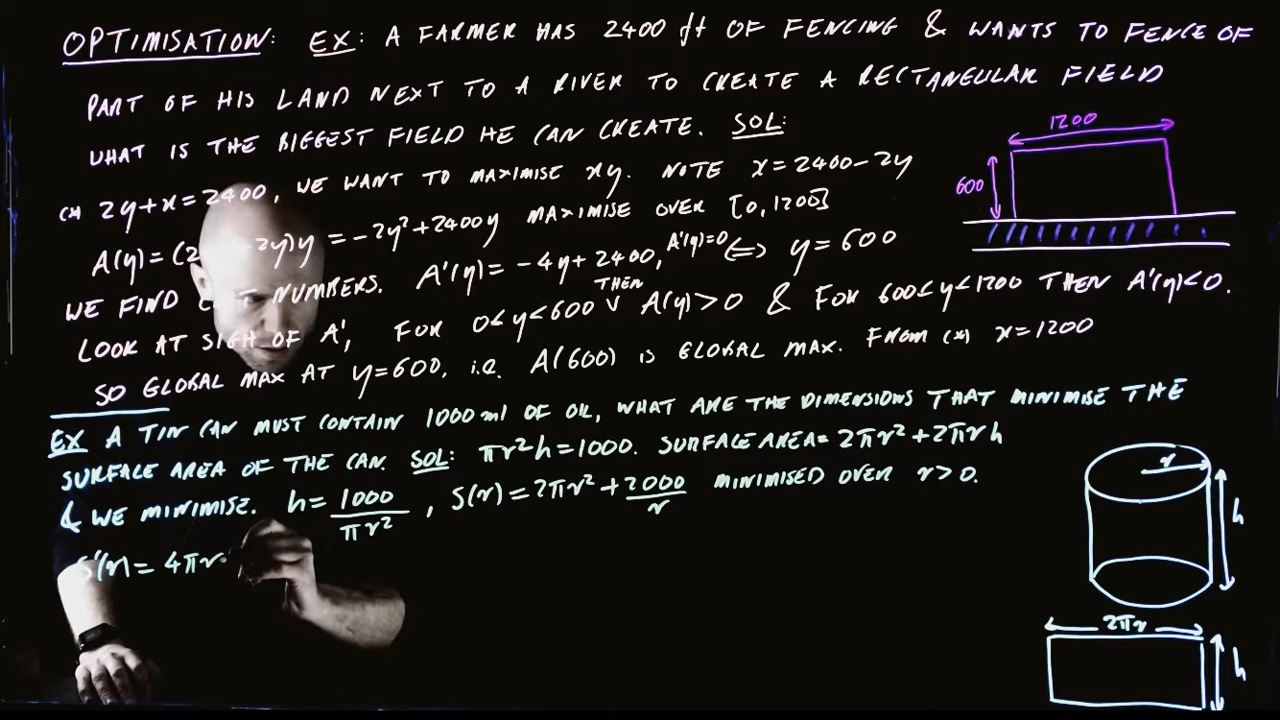 OPTIMISATION: EX: A FARMER HAS 2400 ft OF FENCING & WANTS TO FENCE OF
PART OF HIS LAND NEXT TO A RIVER TO CREATE A RECTANGULAR FIELD
WHAT IS THE BIGGEST FIELD HE CAN CREATE. SOL:
1200
600
(*) 2y+x=2400, WE WANT TO MAXIMISE xy. NOTE x=2400-2y
A(y)=(2 -2y)y = -2y²+2400y MAXIMISE OVER [0,1200]
WE FIND NUMBERS. A'(y)=-4y+2400, A'(y)=0 ⇔ y=600
LOOK AT SIGN OF A', FOR 0<y<600 THEN A(y)>0 & FOR 600<y<1200 THEN A'(y)<0.
SO GLOBAL MAX AT y=600, i.e. A(600) IS GLOBAL MAX. FROM (*) x=1200
EX A TIN CAN MUST CONTAIN 1000 ml OF OIL, WHAT ARE THE DIMENSIONS THAT MINIMISE THE
SURFACE AREA OF THE CAN. SOL: πr²h=1000. SURFACE AREA= 2πr²+2πrh
& WE MINIMISE. h=1000/πr², S(r)=2πr²+2000/r MINIMISED OVER r>0.
S'(r)=4πr-
r
h
2πr
h